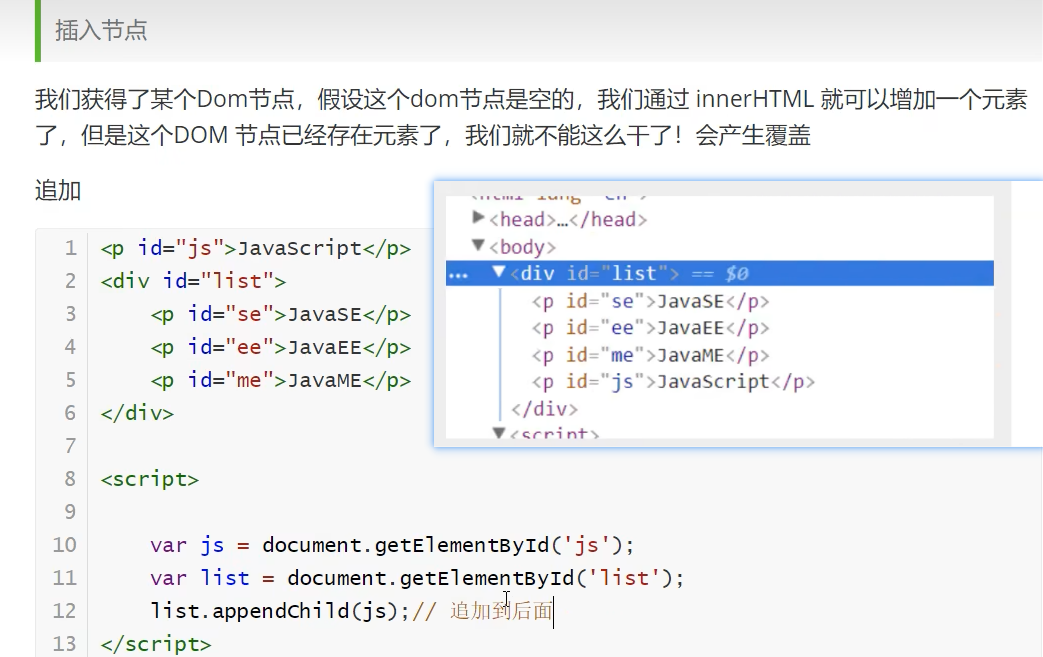 插入节点
我们获得了某个Dom节点，假设这个dom节点是空的，我们通过 innerHTML 就可以增加一个元素
了，但是这个DOM 节点已经存在元素了，我们就不能这么干了！会产生覆盖
追加
1 <p id="js">JavaScript</p>
2 <div id="list">
3 <p id="se">JavaSE</p>
4 <p id="ee">JavaEE</p>
5 <p id="me">JavaME</p>
6 </div>
7
8 <script>
9
10 var js = document.getElementById('js');
11 var list = document.getElementById('list');
12 list.appendChild(js);// 追加到后面
13 </script>
▶<head>…</head>
▼<body>
… ▼<div id="list"> == $0
<p id="se">JavaSE</p>
<p id="ee">JavaEE</p>
<p id="me">JavaME</p>
<p id="js">JavaScript</p>
</div>
▼<script>